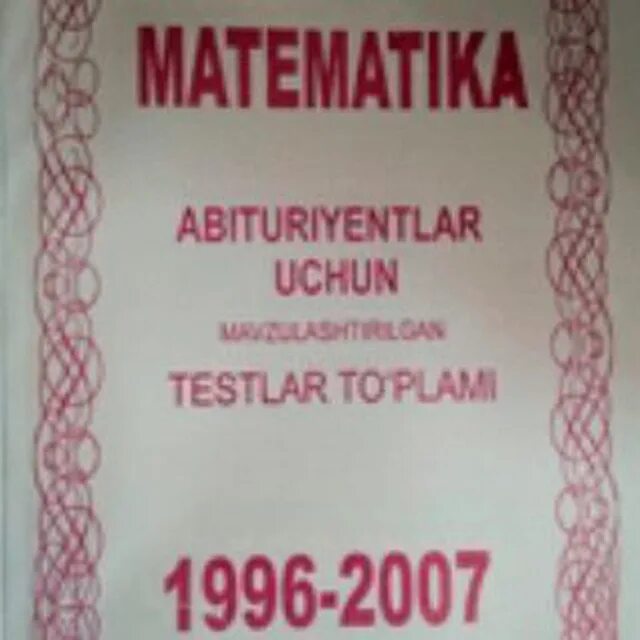 MATEMATIKA
ABITURIYENTLAR
UCHUN
MAVZULASHTIRILGAN
TESTLAR TO'PLAMI
1996-2007